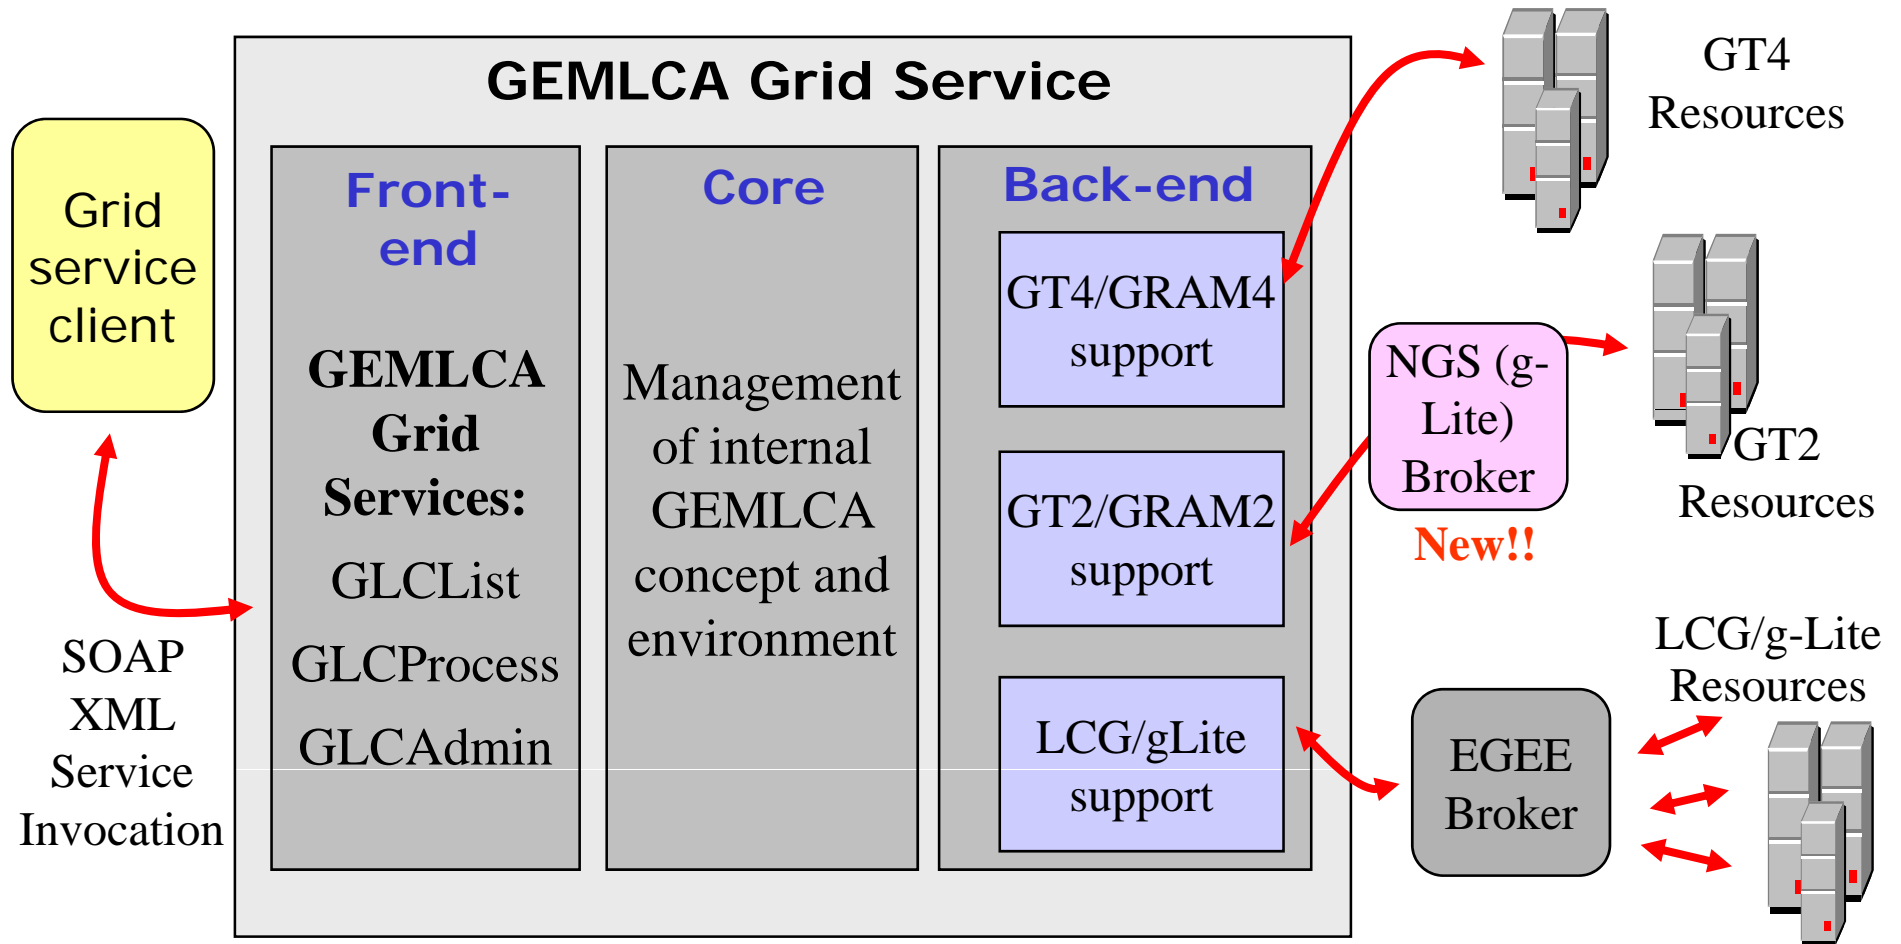 GEMLCA Grid Service
Grid
service
client
SOAP
XML
Service
Invocation
Front-
end
GEMLCA
Grid
Services:
GLCList
GLCProcess
GLCAdmin
Core
Management
of internal
GEMLCA
concept and
environment
Back-end
GT4/GRAM4
support
GT2/GRAM2
support
LCG/gLite
support
GT4
Resources
NGS (g-
Lite)
Broker
New!!
GT2
Resources
EGEE
Broker
LCG/g-Lite
Resources